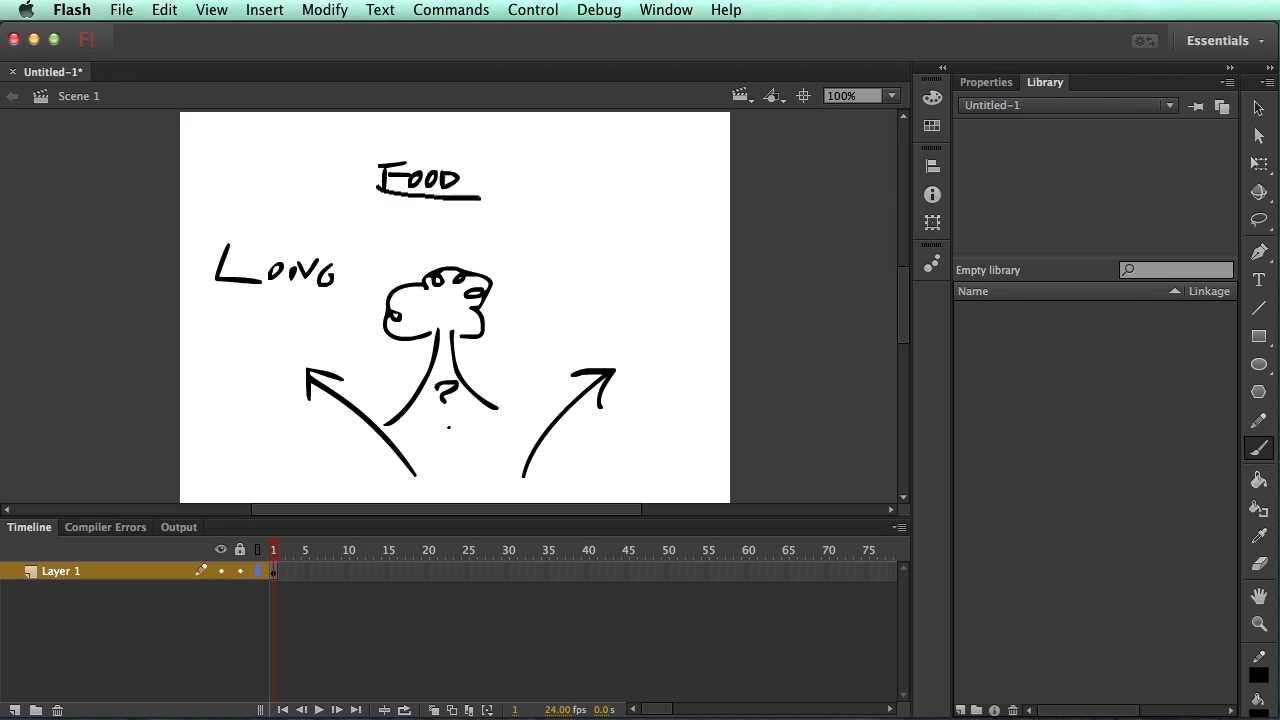 Flash File Edit View Insert Modify Text Commands Control Debug Window Help
Fl Essentials
Untitled-1*
Scene 1 100%
Properties Library
Untitled-1
FOOD
LONG
?
Empty library
Name Linkage
Timeline Compiler Errors Output
1 5 10 15 20 25 30 35 40 45 50 55 60 65 70 75
Layer 1
1 24.00 fps 0.0 s